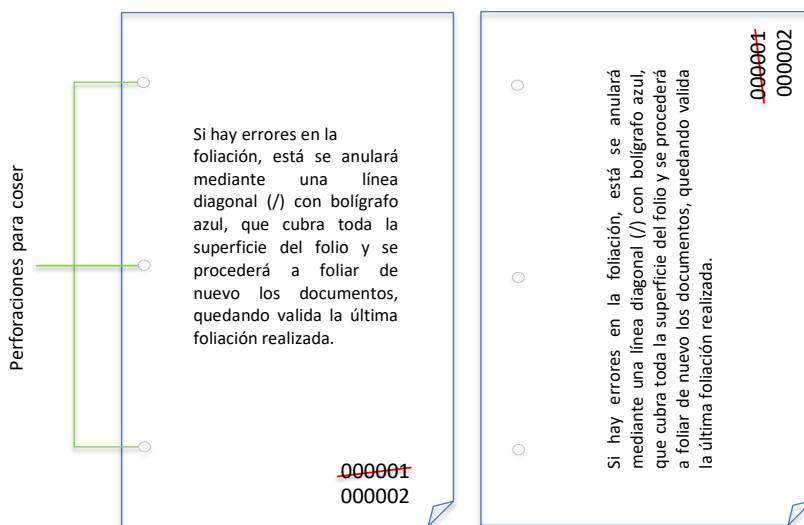 Perforaciones para coser
Si hay errores en la
foliación, está se anulará
mediante una línea
diagonal (/) con bolígrafo
azul, que cubra toda la
superficie del folio y se
procederá a foliar de
nuevo los documentos,
quedando valida la última
foliación realizada.
000001
000002
Si hay errores en la foliación, está se anulará
mediante una línea diagonal (/) con bolígrafo azul,
que cubra toda la superficie del folio y se procederá
a foliar de nuevo los documentos, quedando valida
la última foliación realizada.
000001
000002